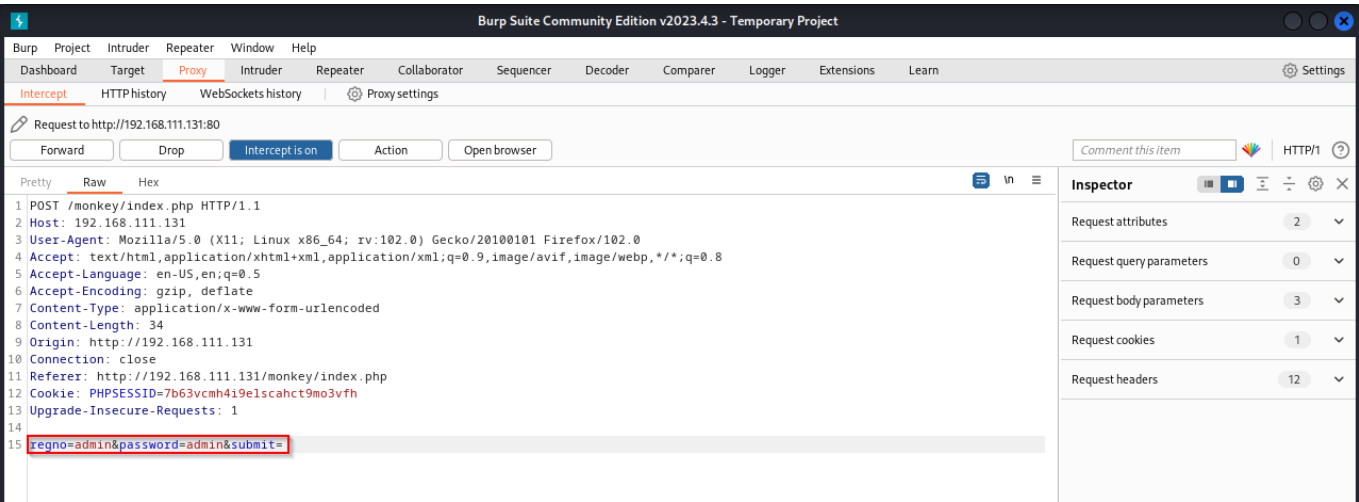 Burp Suite Community Edition v2023.4.3 - Temporary Project
Burp Project Intruder Repeater Window Help
Dashboard Target Proxy Intruder Repeater Collaborator Sequencer Decoder Comparer Logger Extensions Learn Settings
Intercept HTTP history WebSockets history Proxy settings
Request to http://192.168.111.131:80
Forward Drop Intercept is on Action Open browser Comment this item HTTP/1 ?
Pretty Raw Hex \n
Inspector
1 POST /monkey/index.php HTTP/1.1
2 Host: 192.168.111.131
3 User-Agent: Mozilla/5.0 (X11; Linux x86_64; rv:102.0) Gecko/20100101 Firefox/102.0
4 Accept: text/html,application/xhtml+xml,application/xml;q=0.9,image/avif,image/webp,*/*;q=0.8
5 Accept-Language: en-US,en;q=0.5
6 Accept-Encoding: gzip, deflate
7 Content-Type: application/x-www-form-urlencoded
8 Content-Length: 34
9 Origin: http://192.168.111.131
10 Connection: close
11 Referer: http://192.168.111.131/monkey/index.php
12 Cookie: PHPSESSID=7b63vcmh4i9elscahct9mo3vfh
13 Upgrade-Insecure-Requests: 1
14
15 regno=admin&password=admin&submit=
Request attributes 2
Request query parameters 0
Request body parameters 3
Request cookies 1
Request headers 12